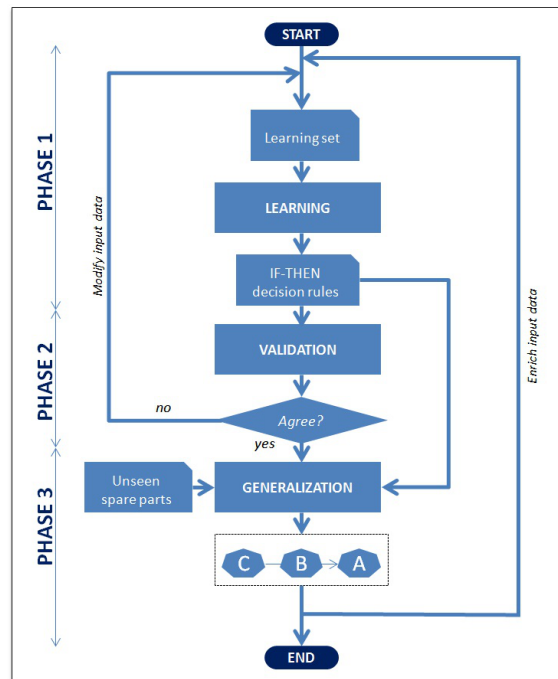 START
PHASE 1
Modify input data
Enrich input data
Learning set
LEARNING
IF-THEN
decision rules
PHASE 2
VALIDATION
Agree?
no
yes
PHASE 3
Unseen
spare parts
GENERALIZATION
C B A
END